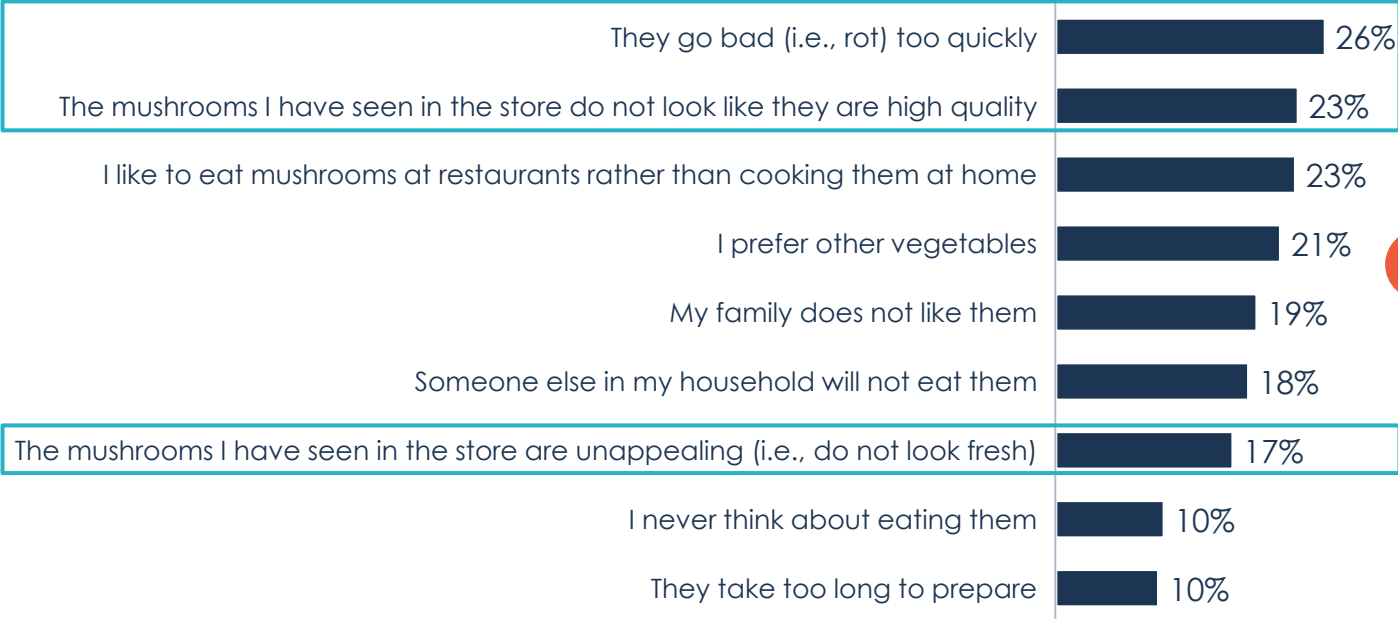 They go bad (i.e., rot) too quickly 26%
The mushrooms I have seen in the store do not look like they are high quality 23%
I like to eat mushrooms at restaurants rather than cooking them at home 23%
I prefer other vegetables 21%
My family does not like them 19%
Someone else in my household will not eat them 18%
The mushrooms I have seen in the store are unappealing (i.e., do not look fresh) 17%
I never think about eating them 10%
They take too long to prepare 10%